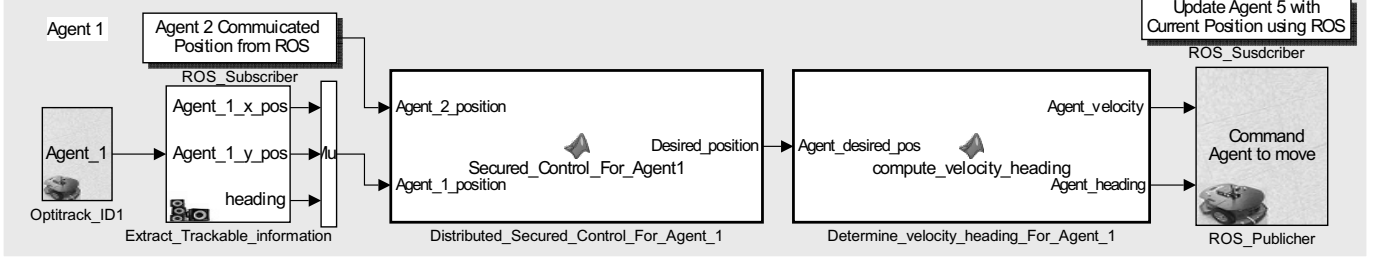 Agent 1
Agent 2 Commuicated
Position from ROS
ROS_Subscriber
Update Agent 5 with
Current Position using ROS
ROS_Susdcriber
Agent_1
Optitrack_ID1
Agent_1_x_pos
Agent_1_y_pos
heading
Extract_Trackable_information
Mu
Agent_2_position
Agent_1_position
Secured_Control_For_Agent1
Desired_position
Distributed_Secured_Control_For_Agent_1
Agent_desired_pos
compute_velocity_heading
Agent_velocity
Agent_heading
Determine_velocity_heading_For_Agent_1
Command
Agent to move
ROS_Publicher